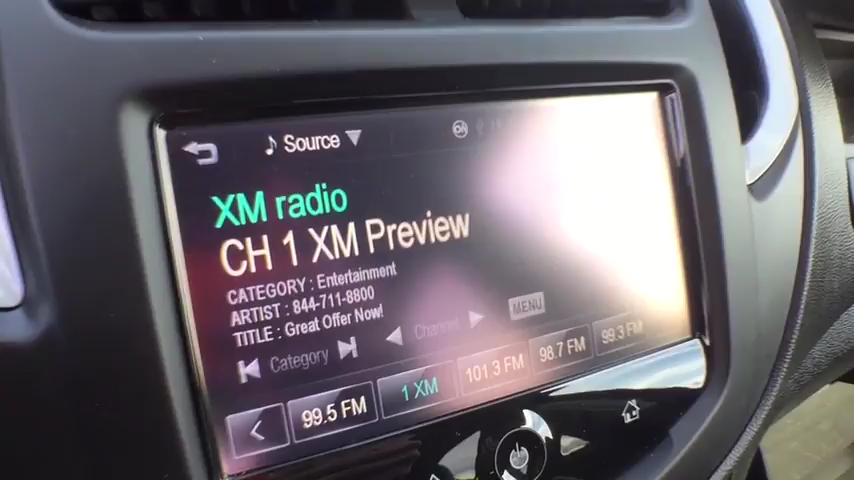 Source
XM radio
CH 1 XM Preview
CATEGORY : Entertainment
ARTIST : 844-711-8800
TITLE : Great Offer Now!
Category
Channel
MENU
99.5 FM
1 XM
101.3 FM
98.7 FM
99.3 FM